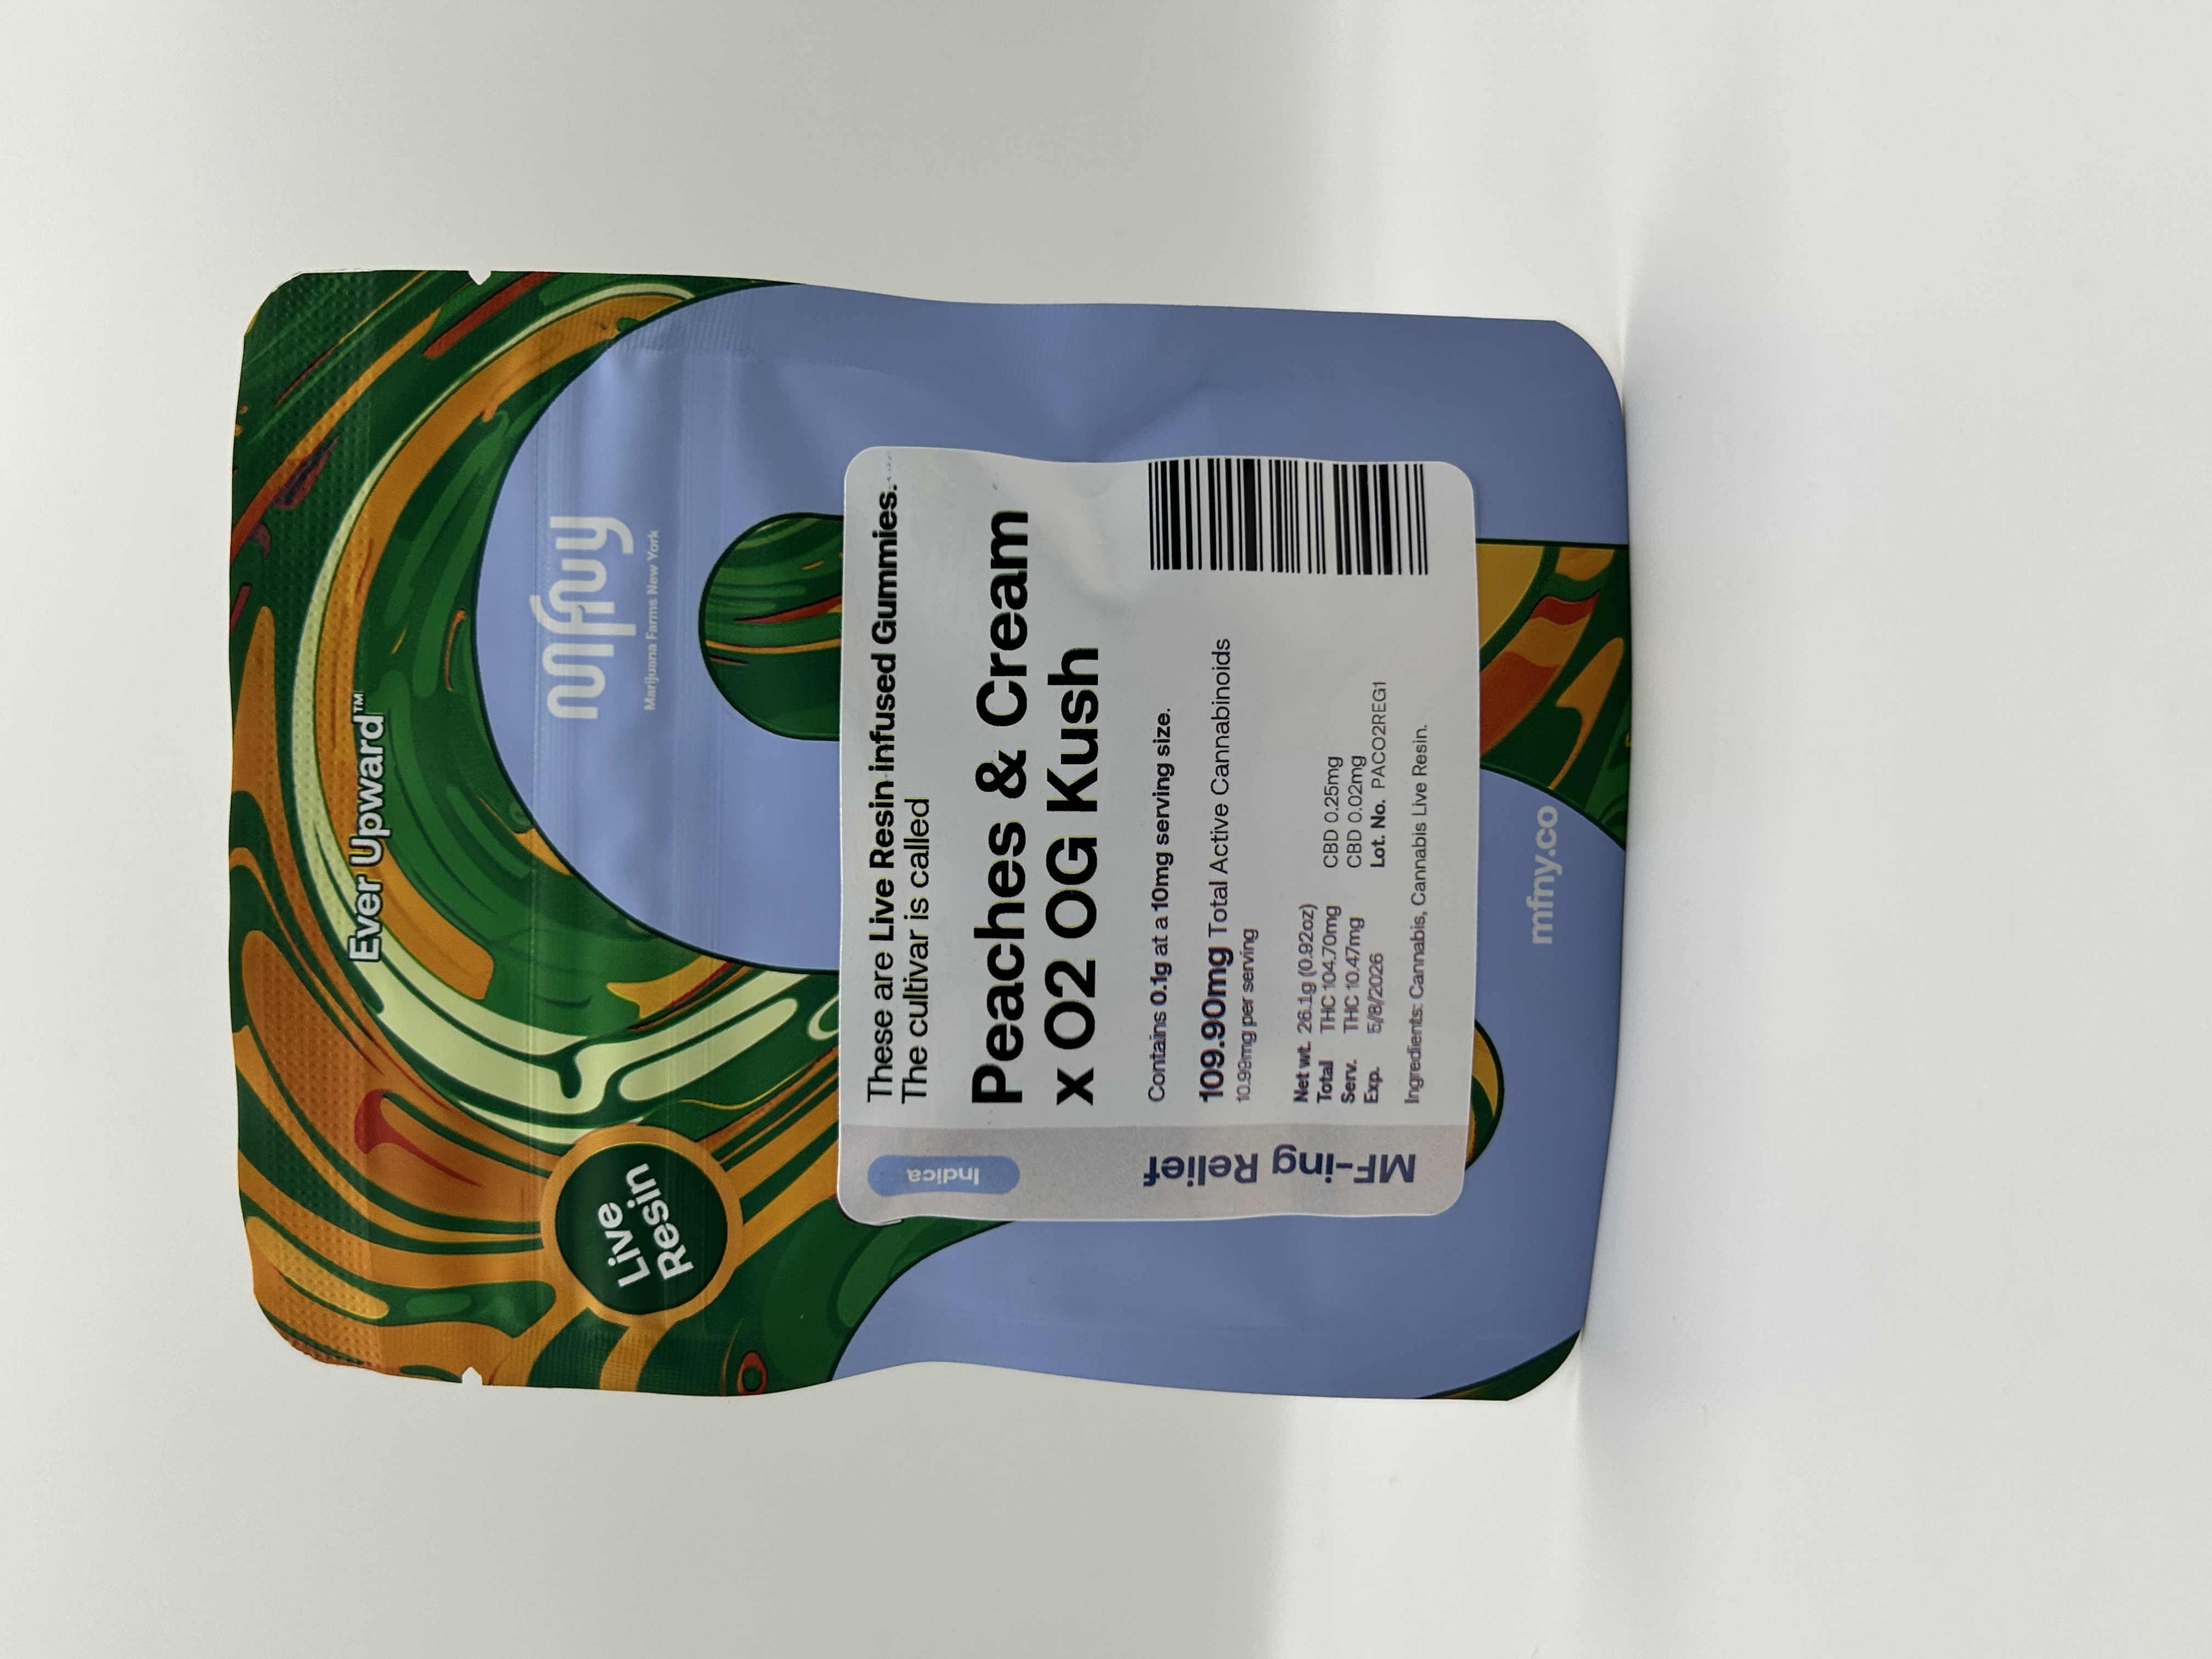 Ever Upward™
Live
Resin
mfny
Marijuana Farms New York
These are Live Resin-infused Gummies.
The cultivar is called
Peaches & Cream
x O2 OG Kush
Contains 0.1g at a 10mg serving size.
109.90mg Total Active Cannabinoids
10.99mg per serving
Net wt. 26.1g (0.92oz)
Total THC 104.70mg CBD 0.25mg
Serv. THC 10.47mg CBD 0.02mg
Exp. 5/8/2026 Lot. No. PACO2REG1
Ingredients: Cannabis, Cannabis Live Resin.
Indica
MF-ing Relief
mfny.co